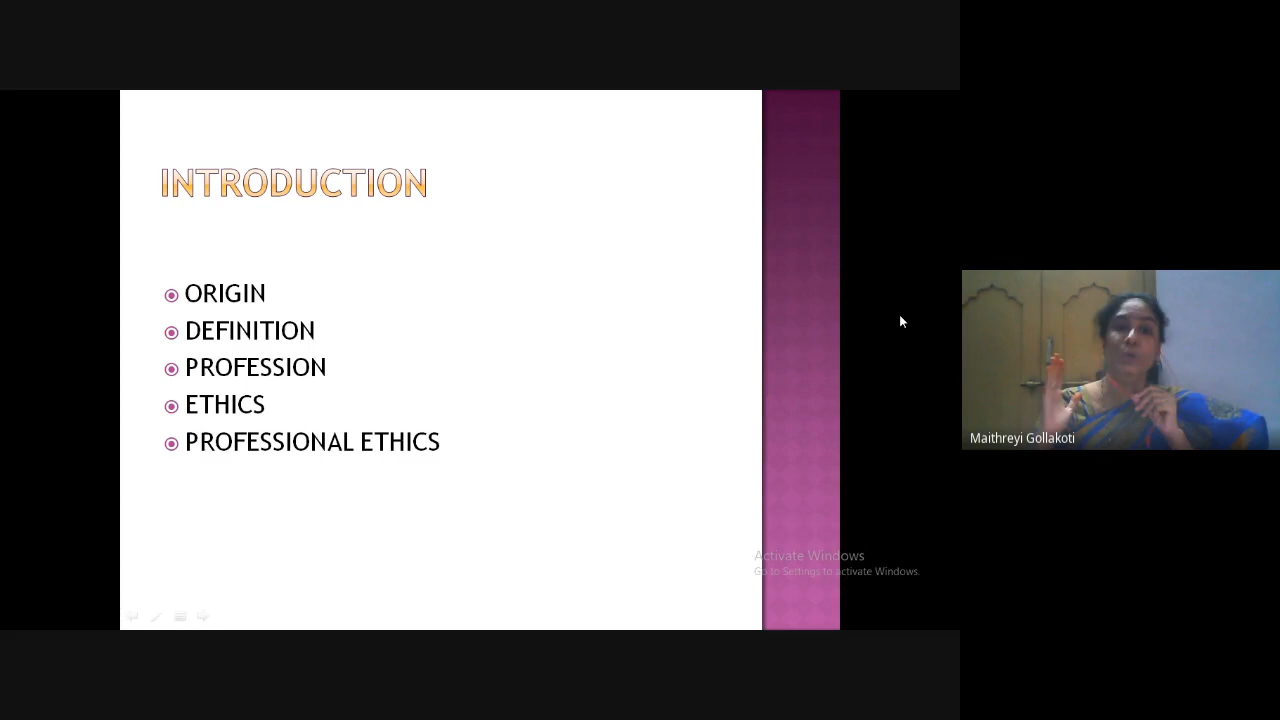 INTRODUCTION
ORIGIN
DEFINITION
PROFESSION
ETHICS
PROFESSIONAL ETHICS
Maithreyi Gollakoti
Activate Windows
Go to Settings to activate Windows.